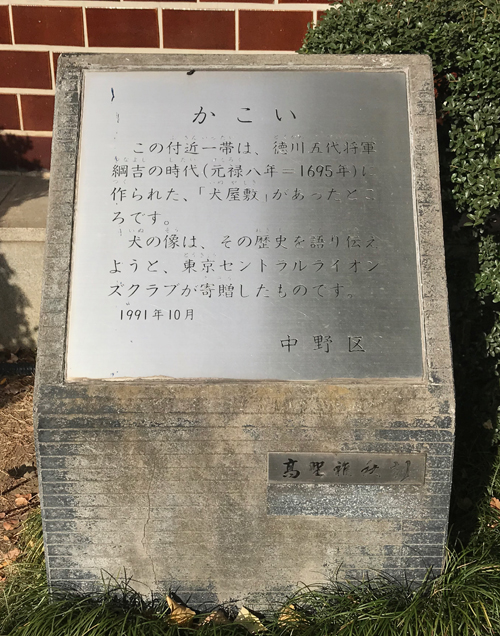 かこい
この付近一帯は、徳川五代将軍
綱吉の時代(元禄八年=1695年)に
作られた、「犬屋敷」があったとこ
ろです。
犬の像は、その歴史を語り伝え
ようと、東京セントラルライオン
ズクラブが寄贈したものです。
1991年10月
中野区